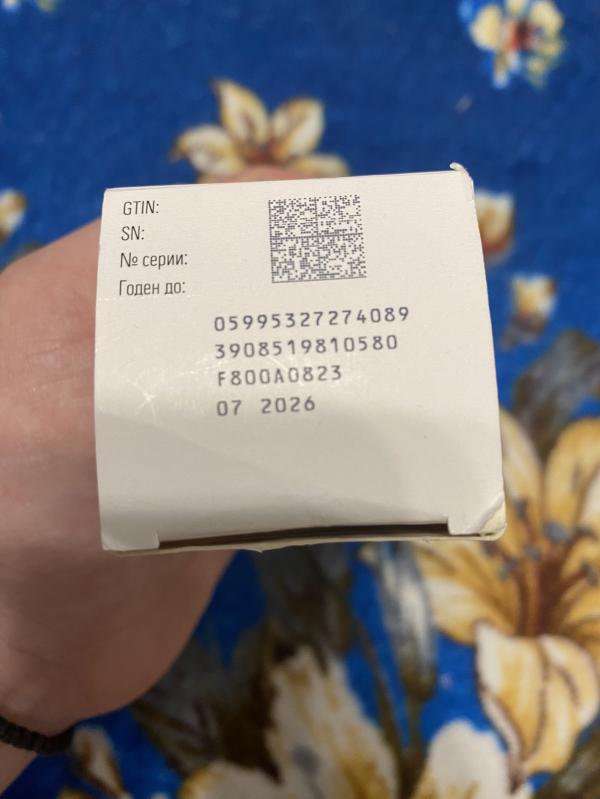 GTIN:
SN:
№ серии:
Годен до:
05995327274089
3908519810580
F800A0823
07 2026